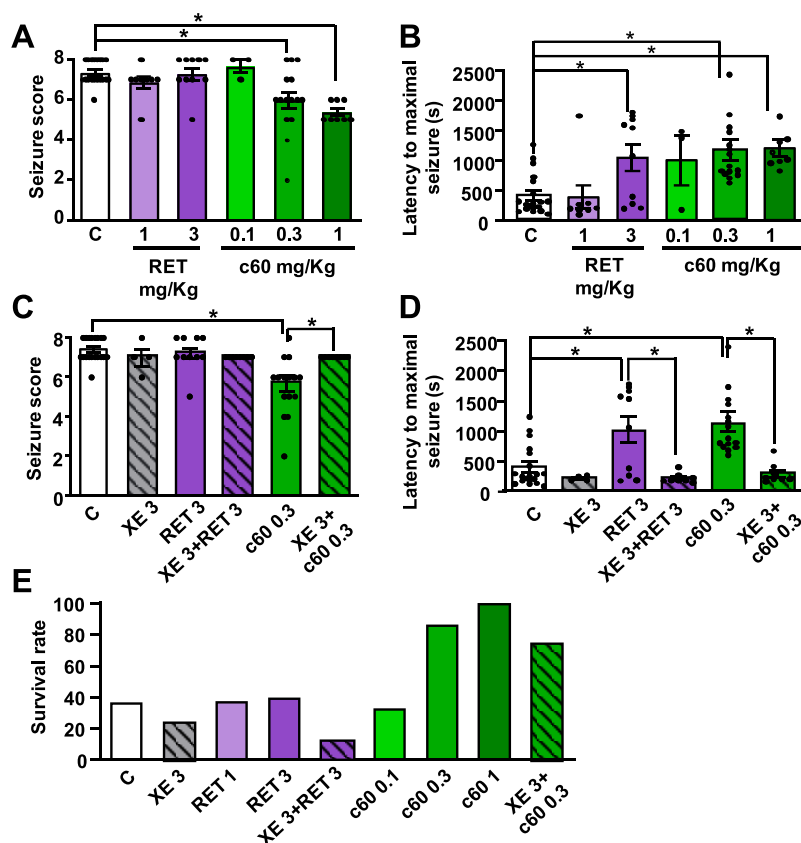 A
*
*
Seizure score
8
6
4
2
0
C
1
3
0.1
0.3
1
RET
mg/Kg
c60 mg/Kg
B
*
*
*
Latency to maximal
seizure (s)
2500
2000
1500
1000
500
0
C
1
3
0.1
0.3
1
RET
mg/Kg
c60 mg/Kg
C
*
*
Seizure score
8
6
4
2
0
C
XE 3
RET 3
XE 3+RET 3
c60 0.3
XE 3+
c60 0.3
D
*
*
*
*
Latency to maximal
seizure (s)
2500
2000
1500
1000
500
0
C
XE 3
RET 3
XE 3+RET 3
c60 0.3
XE 3+
c60 0.3
E
Survival rate
100
80
60
40
20
0
C
XE 3
RET 1
RET 3
XE 3+RET 3
c60 0.1
c60 0.3
c60 1
XE 3+
c60 0.3